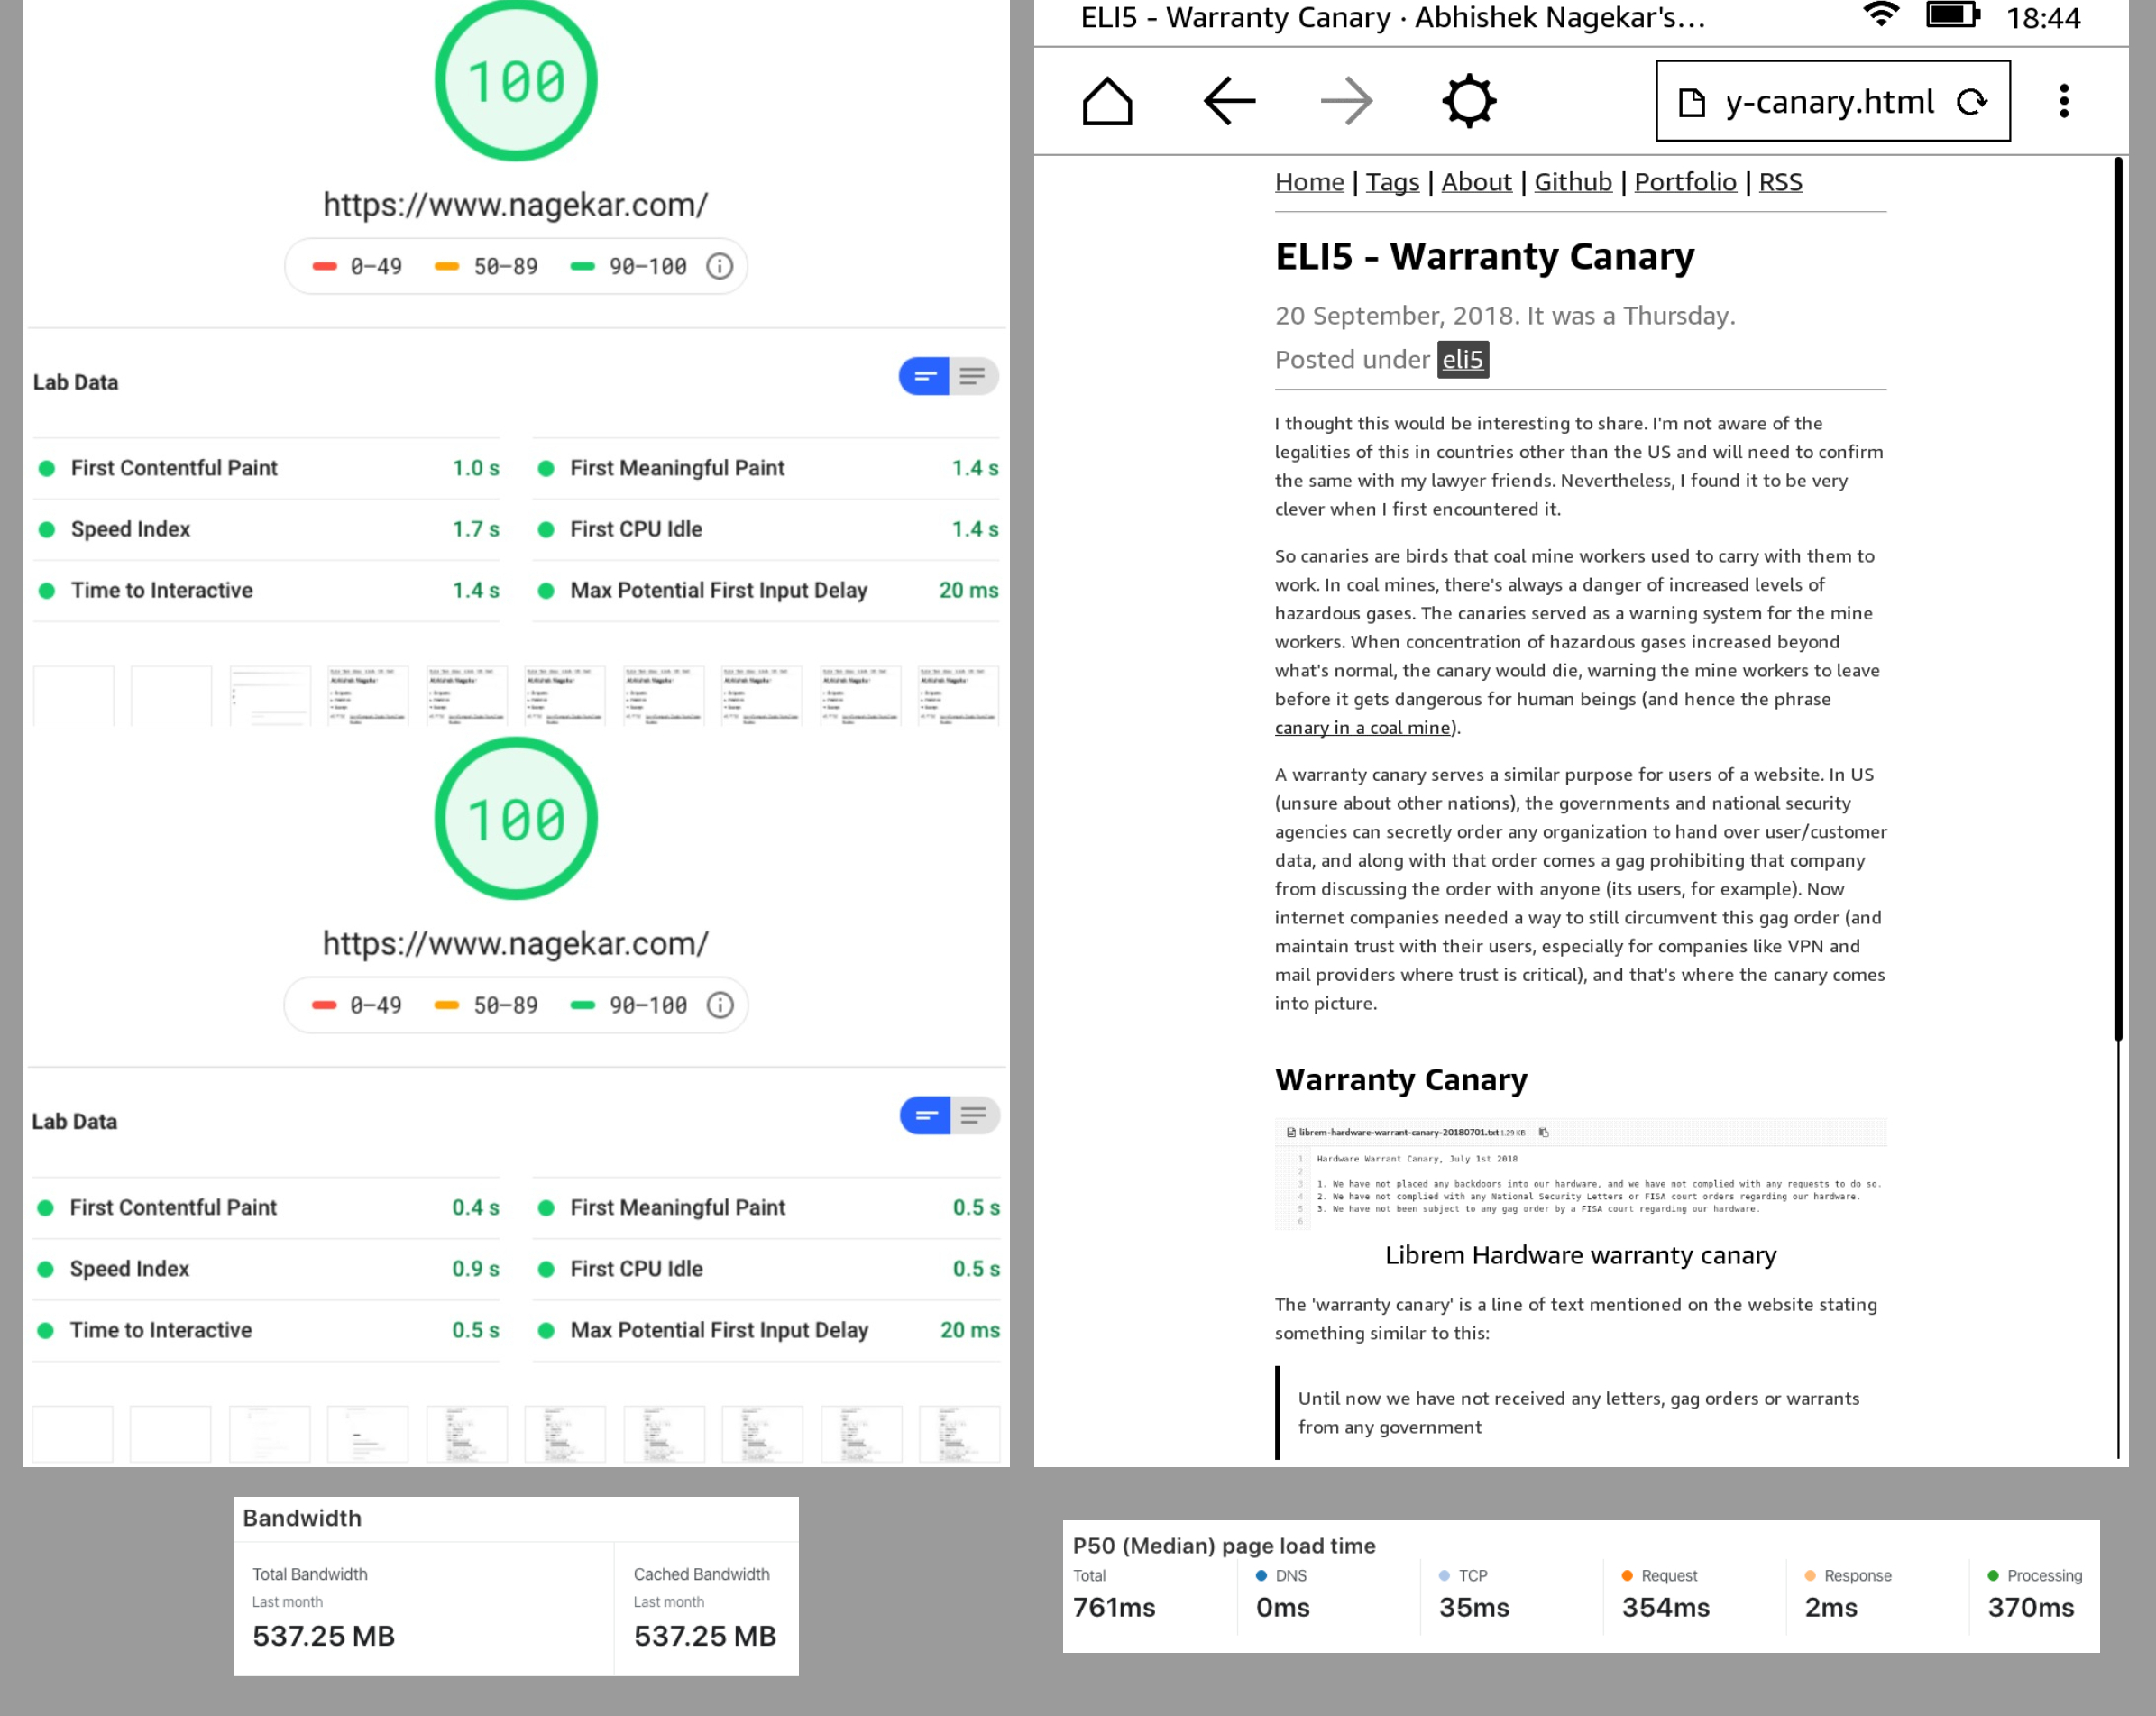 100
https://www.nagekar.com/
0–49 50–89 90–100
Lab Data
First Contentful Paint 1.0 s
First Meaningful Paint 1.4 s
Speed Index 1.7 s
First CPU Idle 1.4 s
Time to Interactive 1.4 s
Max Potential First Input Delay 20 ms
100
https://www.nagekar.com/
0–49 50–89 90–100
Lab Data
First Contentful Paint 0.4 s
First Meaningful Paint 0.5 s
Speed Index 0.9 s
First CPU Idle 0.5 s
Time to Interactive 0.5 s
Max Potential First Input Delay 20 ms
ELI5 - Warranty Canary · Abhishek Nagekar's... 18:44
y-canary.html
Home | Tags | About | Github | Portfolio | RSS
ELI5 - Warranty Canary
20 September, 2018. It was a Thursday.
Posted under eli5
I thought this would be interesting to share. I'm not aware of the
legalities of this in countries other than the US and will need to confirm
the same with my lawyer friends. Nevertheless, I found it to be very
clever when I first encountered it.
So canaries are birds that coal mine workers used to carry with them to
work. In coal mines, there's always a danger of increased levels of
hazardous gases. The canaries served as a warning system for the mine
workers. When concentration of hazardous gases increased beyond
what's normal, the canary would die, warning the mine workers to leave
before it gets dangerous for human beings (and hence the phrase
canary in a coal mine).
A warranty canary serves a similar purpose for users of a website. In US
(unsure about other nations), the governments and national security
agencies can secretly order any organization to hand over user/customer
data, and along with that order comes a gag prohibiting that company
from discussing the order with anyone (its users, for example). Now
internet companies needed a way to still circumvent this gag order (and
maintain trust with their users, especially for companies like VPN and
mail providers where trust is critical), and that's where the canary comes
into picture.
Warranty Canary
librem-hardware-warrant-canary-20180701.txt 1.29 KB
1 Hardware Warrant Canary, July 1st 2018
2
3 1. We have not placed any backdoors into our hardware, and we have not complied with any requests to do so.
4 2. We have not complied with any National Security Letters or FISA court orders regarding our hardware.
5 3. We have not been subject to any gag order by a FISA court regarding our hardware.
6
Librem Hardware warranty canary
The 'warranty canary' is a line of text mentioned on the website stating
something similar to this:
Until now we have not received any letters, gag orders or warrants
from any government
Bandwidth
Total Bandwidth Cached Bandwidth
Last month Last month
537.25 MB 537.25 MB
P50 (Median) page load time
Total DNS TCP Request Response Processing
761ms 0ms 35ms 354ms 2ms 370ms